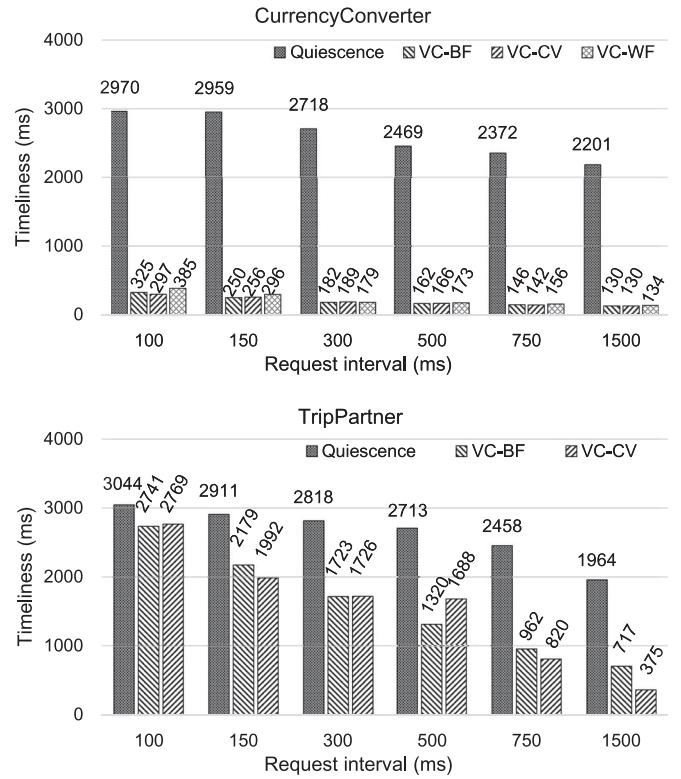 CurrencyConverter
4000
Quiescence VC-BF VC-CV VC-WF
2970 2959 2718 2469 2372 2201
3000
2000
1000
325 297 385 250 256 296 182 189 179 162 166 173 146 142 156 130 130 134
0
Timeliness (ms)
100 150 300 500 750 1500
Request interval (ms)
TripPartner
4000
Quiescence VC-BF VC-CV
3044 2741 2769 2911 2179 1992 2818 1723 1726 2713 1320 1688 2458 962 820 1964 717 375
3000
2000
1000
0
Timeliness (ms)
100 150 300 500 750 1500
Request interval (ms)